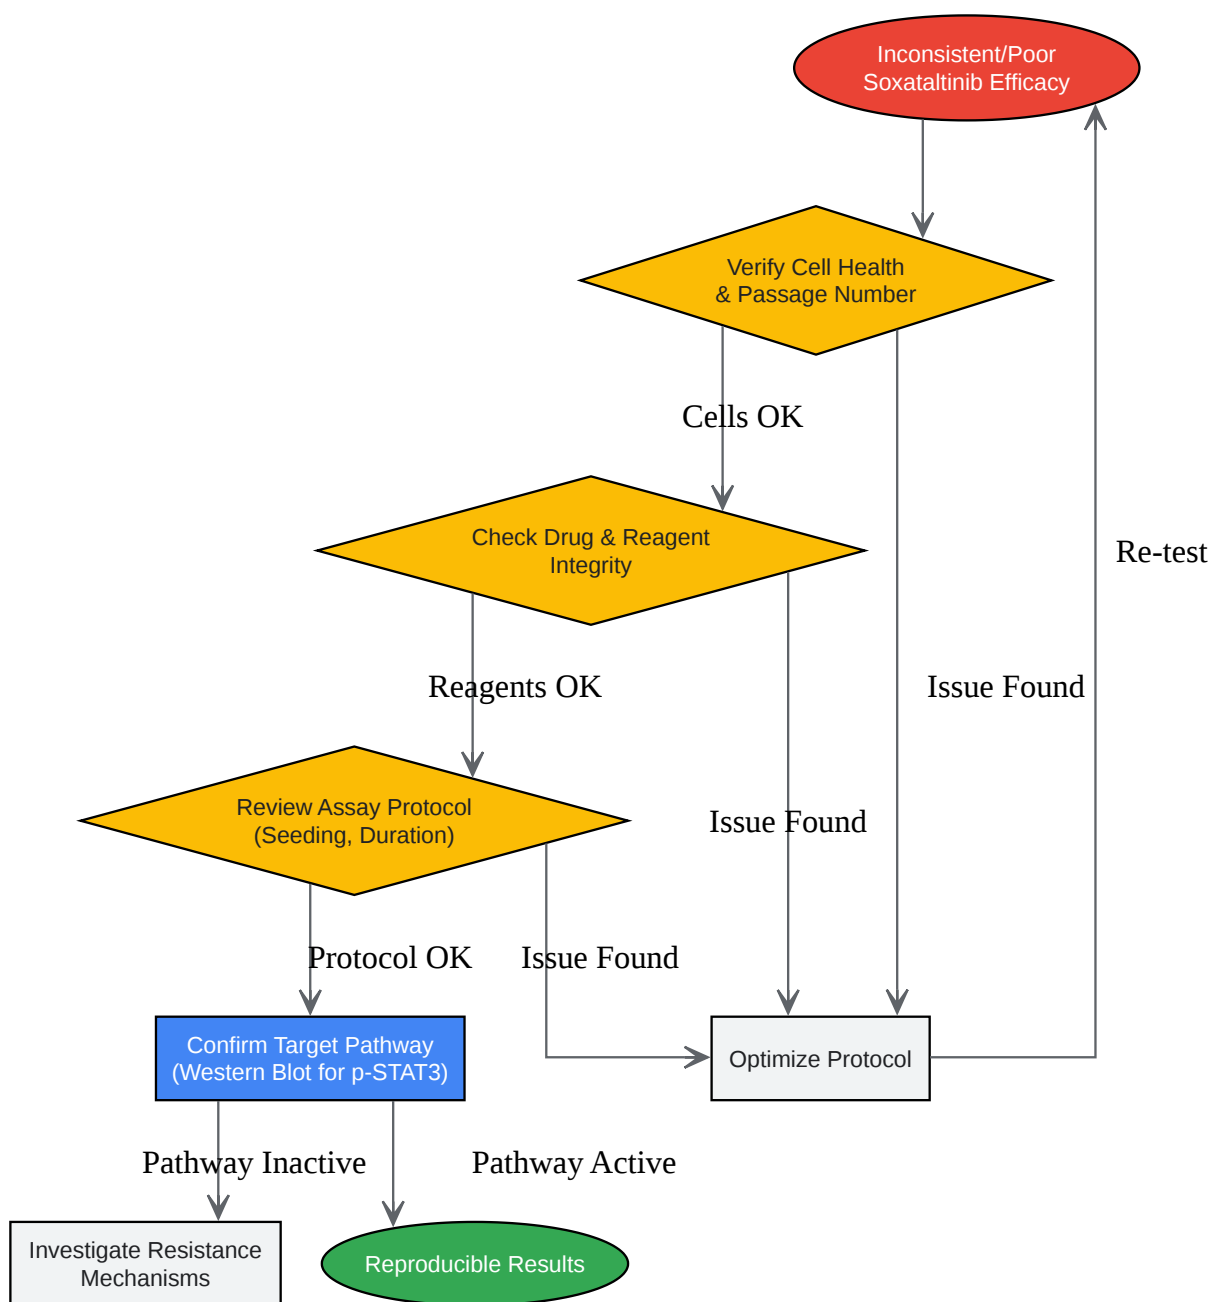 Inconsistent/Poor
Soxataltinib Efficacy
Verify Cell Health
& Passage Number
Cells OK
Check Drug & Reagent
Integrity
Re-test
Reagents OK
Issue Found
Review Assay Protocol
(Seeding, Duration)
Issue Found
Protocol OK
Issue Found
Confirm Target Pathway
(Western Blot for p-STAT3)
Optimize Protocol
Pathway Inactive
Pathway Active
Investigate Resistance
Mechanisms
Reproducible Results